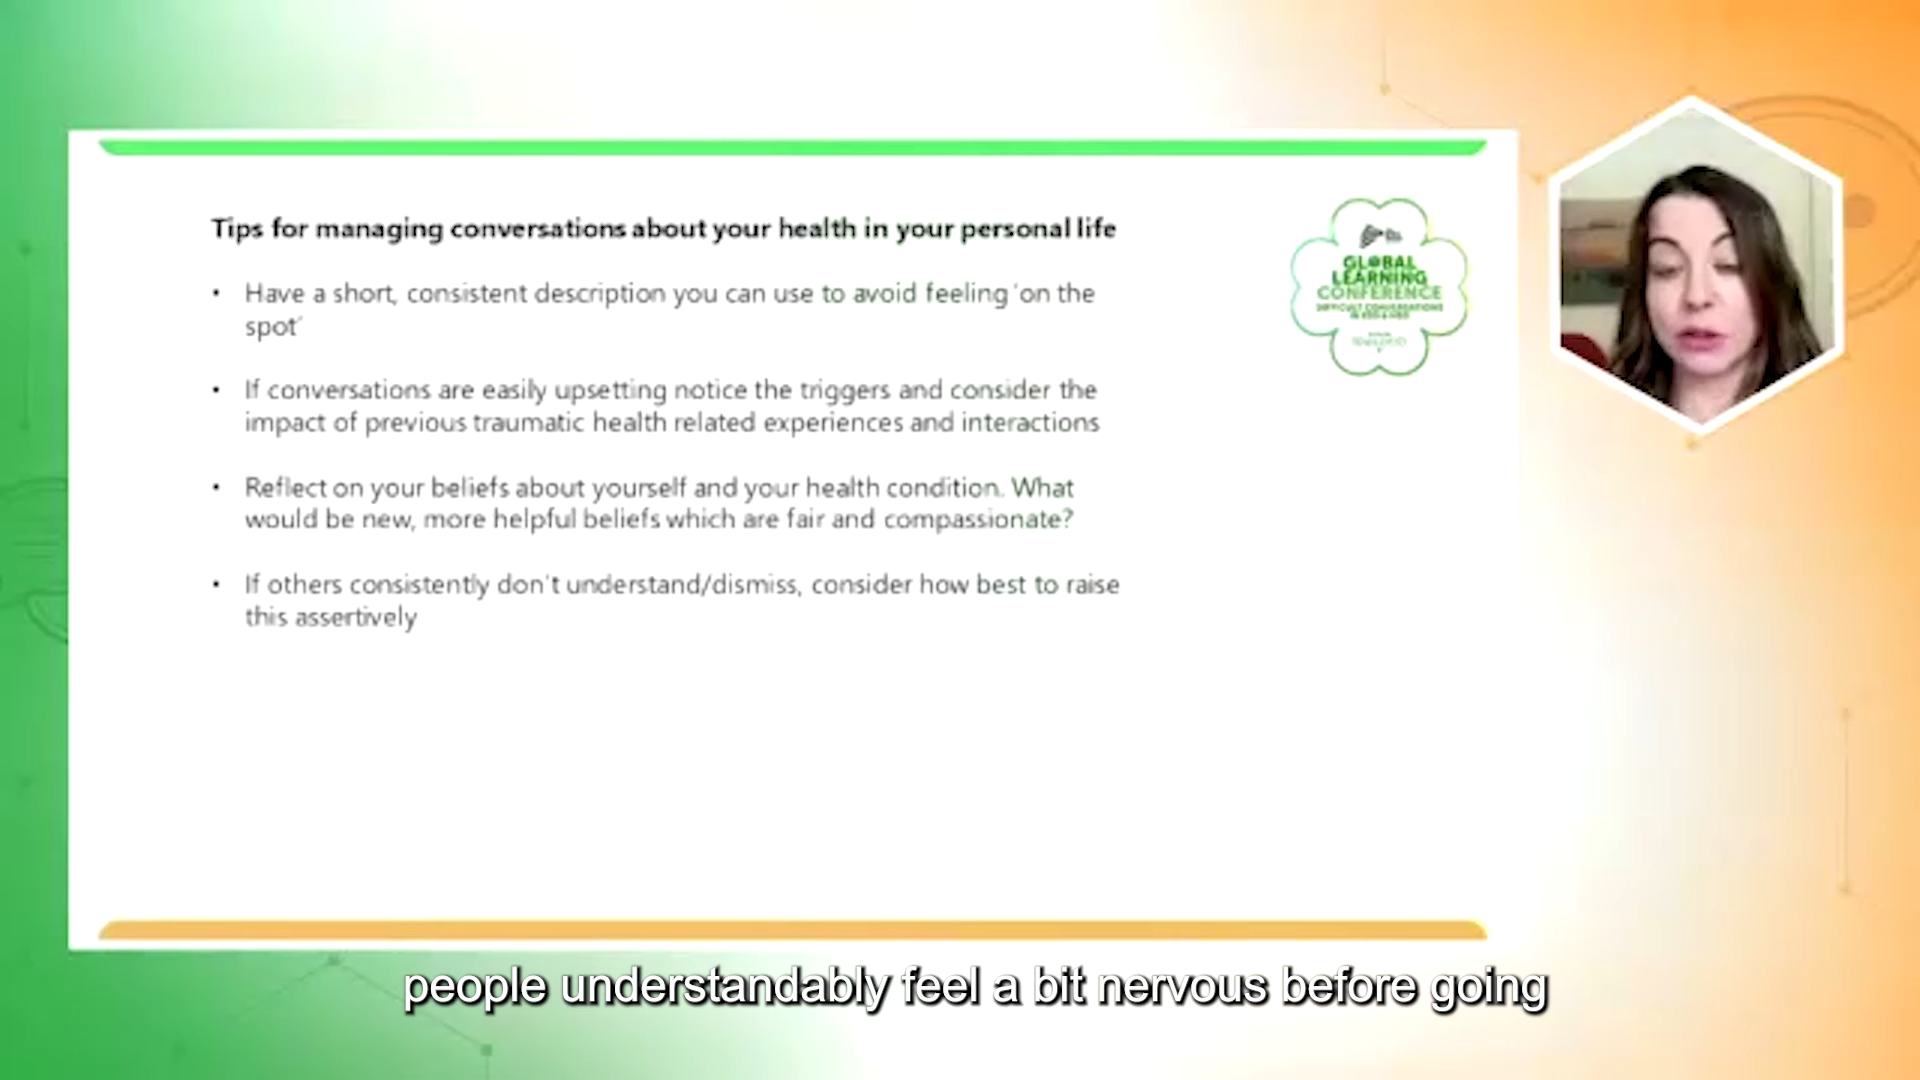 Tips for managing conversations about your health in your personal life
• Have a short, consistent description you can use to avoid feeling 'on the
spot'
• If conversations are easily upsetting notice the triggers and consider the
impact of previous traumatic health related experiences and interactions
• Reflect on your beliefs about yourself and your health condition. What
would be new, more helpful beliefs which are fair and compassionate?
• If others consistently don't understand/dismiss, consider how best to raise
this assertively
GLOBAL
LEARNING
CONFERENCE
DIFFICULT CONVERSATIONS
people understandably feel a bit nervous before going